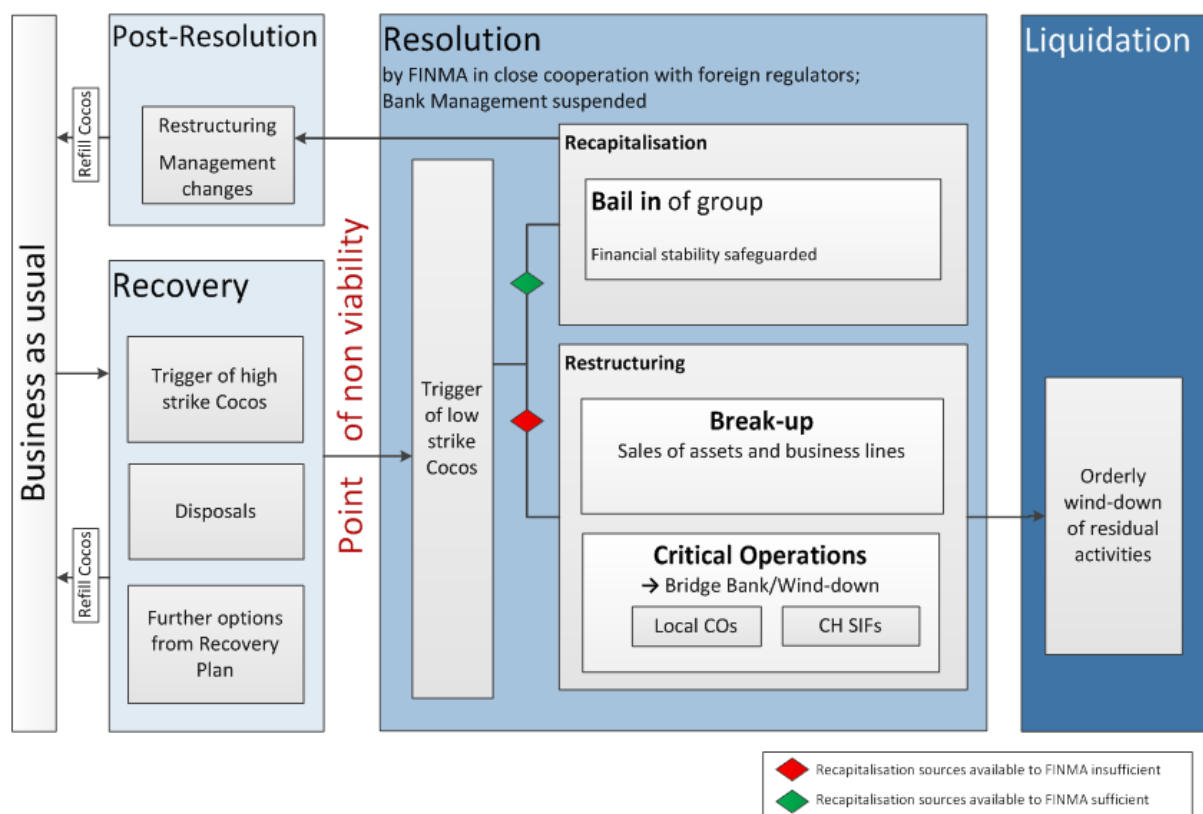 Business as usual
Refill Cocos
Refill Cocos
Post-Resolution
Restructuring
Management
changes
Recovery
Trigger of high
strike Cocos
Disposals
Further options
from Recovery
Plan
Point of non viability
Resolution
by FINMA in close cooperation with foreign regulators;
Bank Management suspended
Trigger
of low
strike
Cocos
Recapitalisation
Bail in of group
Financial stability safeguarded
Restructuring
Break-up
Sales of assets and business lines
Critical Operations
→ Bridge Bank/Wind-down
Local COs
CH SIFs
Liquidation
Orderly
wind-down
of residual
activities
Recapitalisation sources available to FINMA insufficient
Recapitalisation sources available to FINMA sufficient